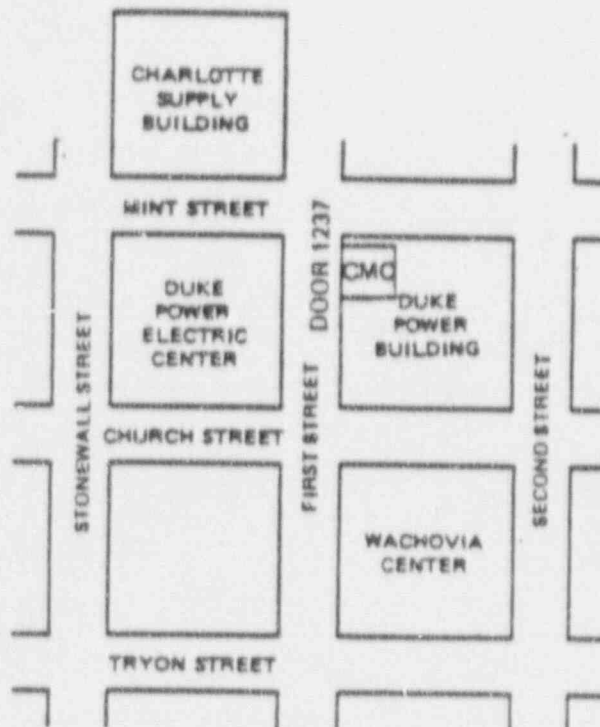 CHARLOTTE
SUPPLY
BUILDING
MINT STREET
DOOR 1237
CMC
DUKE
POWER
ELECTRIC
CENTER
DUKE
POWER
BUILDING
STONEWALL STREET
CHURCH STREET
FIRST STREET
SECOND STREET
WACHOVIA
CENTER
TRYON STREET